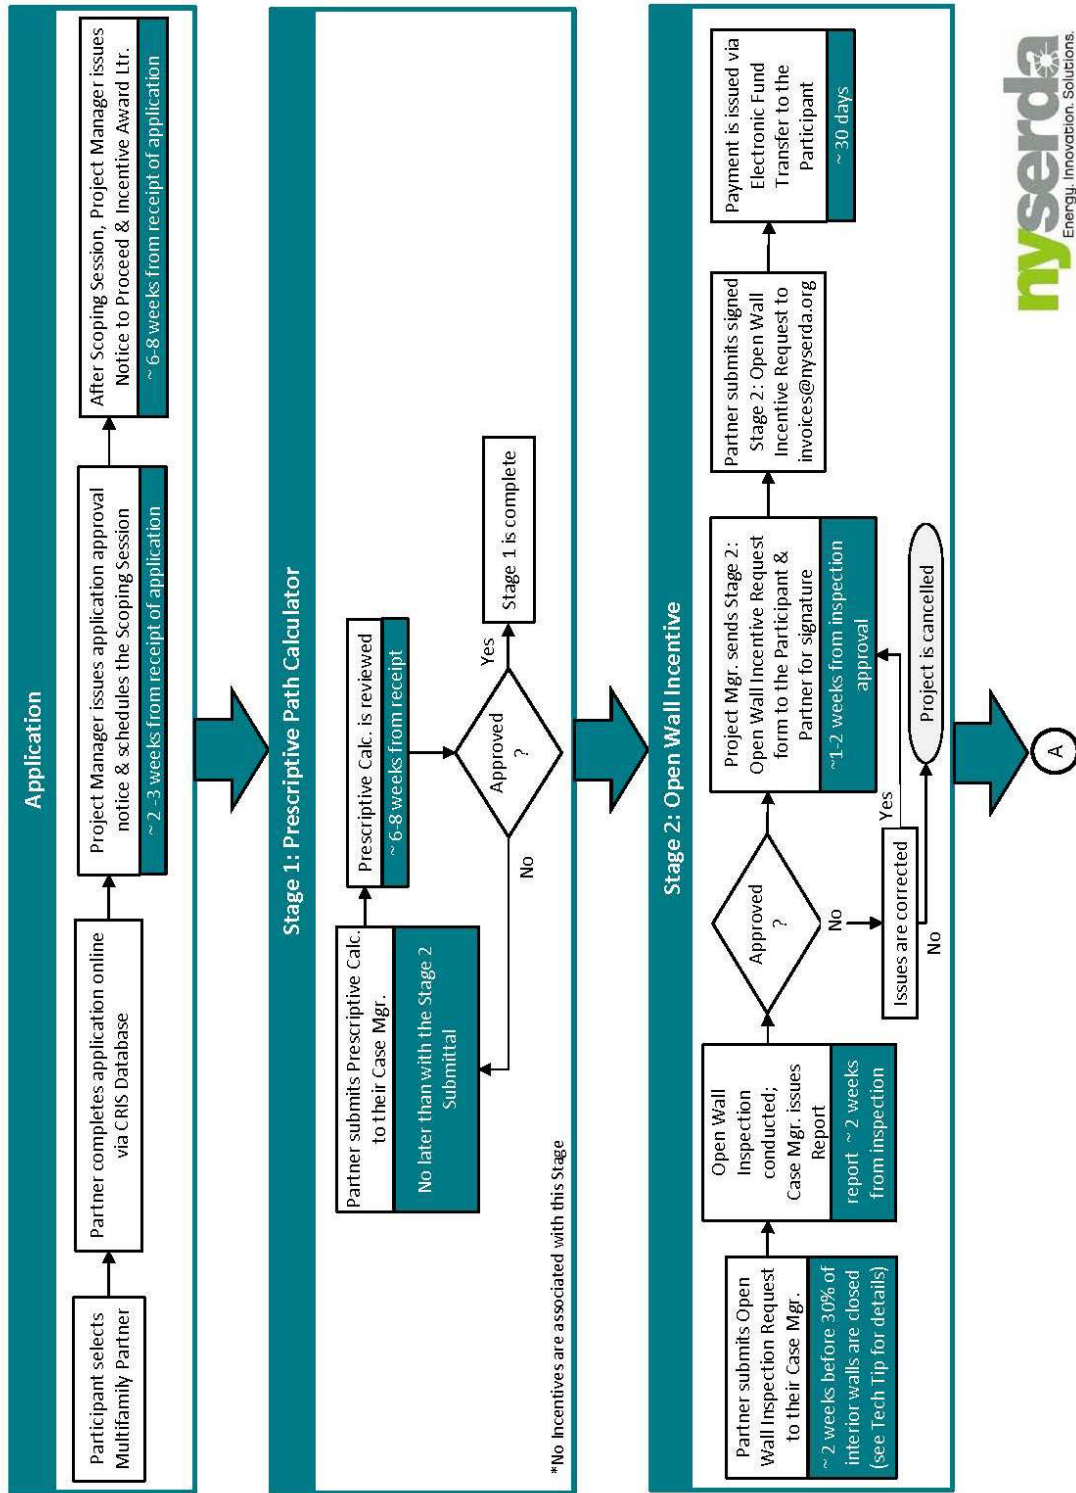 Application
Participant selects
Multifamily Partner
Partner completes application online
via CRIS Database
Project Manager issues application approval
notice & schedules the Scoping Session
~ 2 -3 weeks from receipt of application
After Scoping Session, Project Manager issues
Notice to Proceed & Incentive Award Ltr.
~ 6-8 weeks from receipt of application
Stage 1: Prescriptive Path Calculator
Partner submits Prescriptive Calc.
to their Case Mgr.
No later than with the Stage 2
Submittal
Prescriptive Calc. is reviewed
~ 6-8 weeks from receipt
Approved
?
Yes
No
Stage 1 is complete
*No Incentives are associated with this Stage
Stage 2: Open Wall Incentive
Partner submits Open
Wall Inspection Request
to their Case Mgr.
~ 2 weeks before 30% of
interior walls are closed
(see Tech Tip for details)
Open Wall
Inspection
conducted;
Case Mgr. issues
Report
report ~ 2 weeks
from inspection
Approved
?
No
Issues are corrected
Yes
No
Project is cancelled
Project Mgr. sends Stage 2:
Open Wall Incentive Request
form to the Participant &
Partner for signature
~1-2 weeks from inspection
approval
Partner submits signed
Stage 2: Open Wall
Incentive Request to
invoices@nyserda.org
Payment is issued via
Electronic Fund
Transfer to the
Participant
~ 30 days
A
nyserda
Energy. Innovation. Solutions.